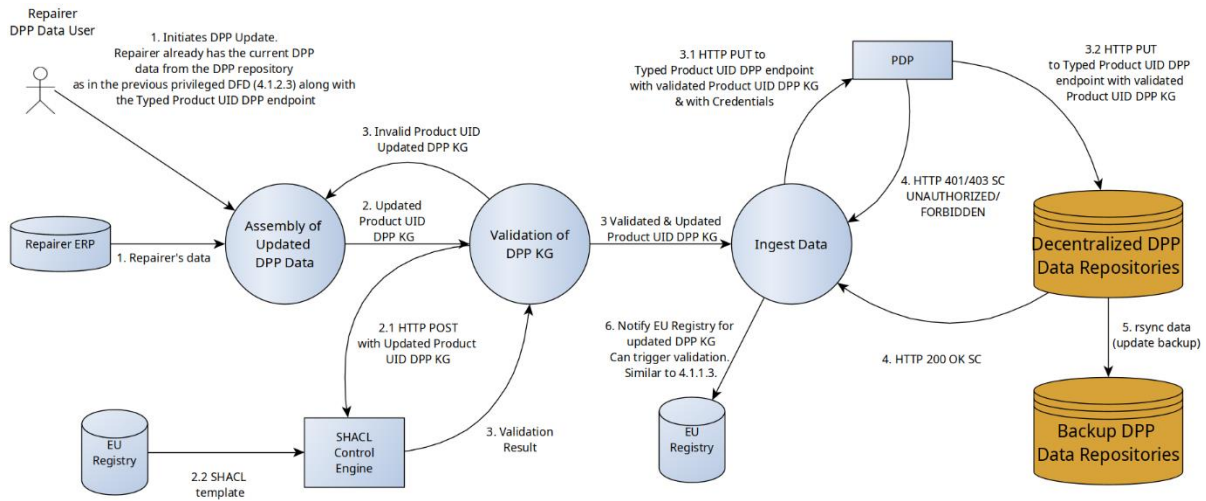 Repairer
DPP Data User
1. Initiates DPP Update.
Repairer already has the current DPP
data from the DPP repository
as in the previous privileged DFD (4.1.2.3) along with
the Typed Product UID DPP endpoint
3. Invalid Product UID
Updated DPP KG
Repairer ERP
1. Repairer's data
Assembly of
Updated
DPP Data
2. Updated
Product UID
DPP KG
Validation of
DPP KG
3 Validated & Updated
Product UID DPP KG
2.1 HTTP POST
with Updated Product
UID DPP KG
EU
Registry
2.2 SHACL
template
SHACL
Control
Engine
3. Validation
Result
3.1 HTTP PUT to
Typed Product UID DPP endpoint
with validated Product UID DPP KG
& with Credentials
PDP
3.2 HTTP PUT
to Typed Product UID DPP
endpoint with validated
Product UID DPP KG
4. HTTP 401/403 SC
UNAUTHORIZED/
FORBIDDEN
Ingest Data
Decentralized DPP
Data Repositories
6. Notify EU Registry for
updated DPP KG
Can trigger validation.
Similar to 4.1.1.3.
4. HTTP 200 OK SC
5. rsync data
(update backup)
EU
Registry
Backup DPP
Data Repositories